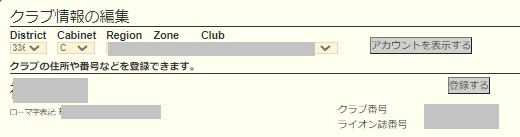 クラブ情報の編集
District Cabinet Region Zone Club
336 C アカウントを表示する
クラブの住所や番号などを登録できます。
登録する
ローマ字表記
クラブ番号
ライオン誌番号